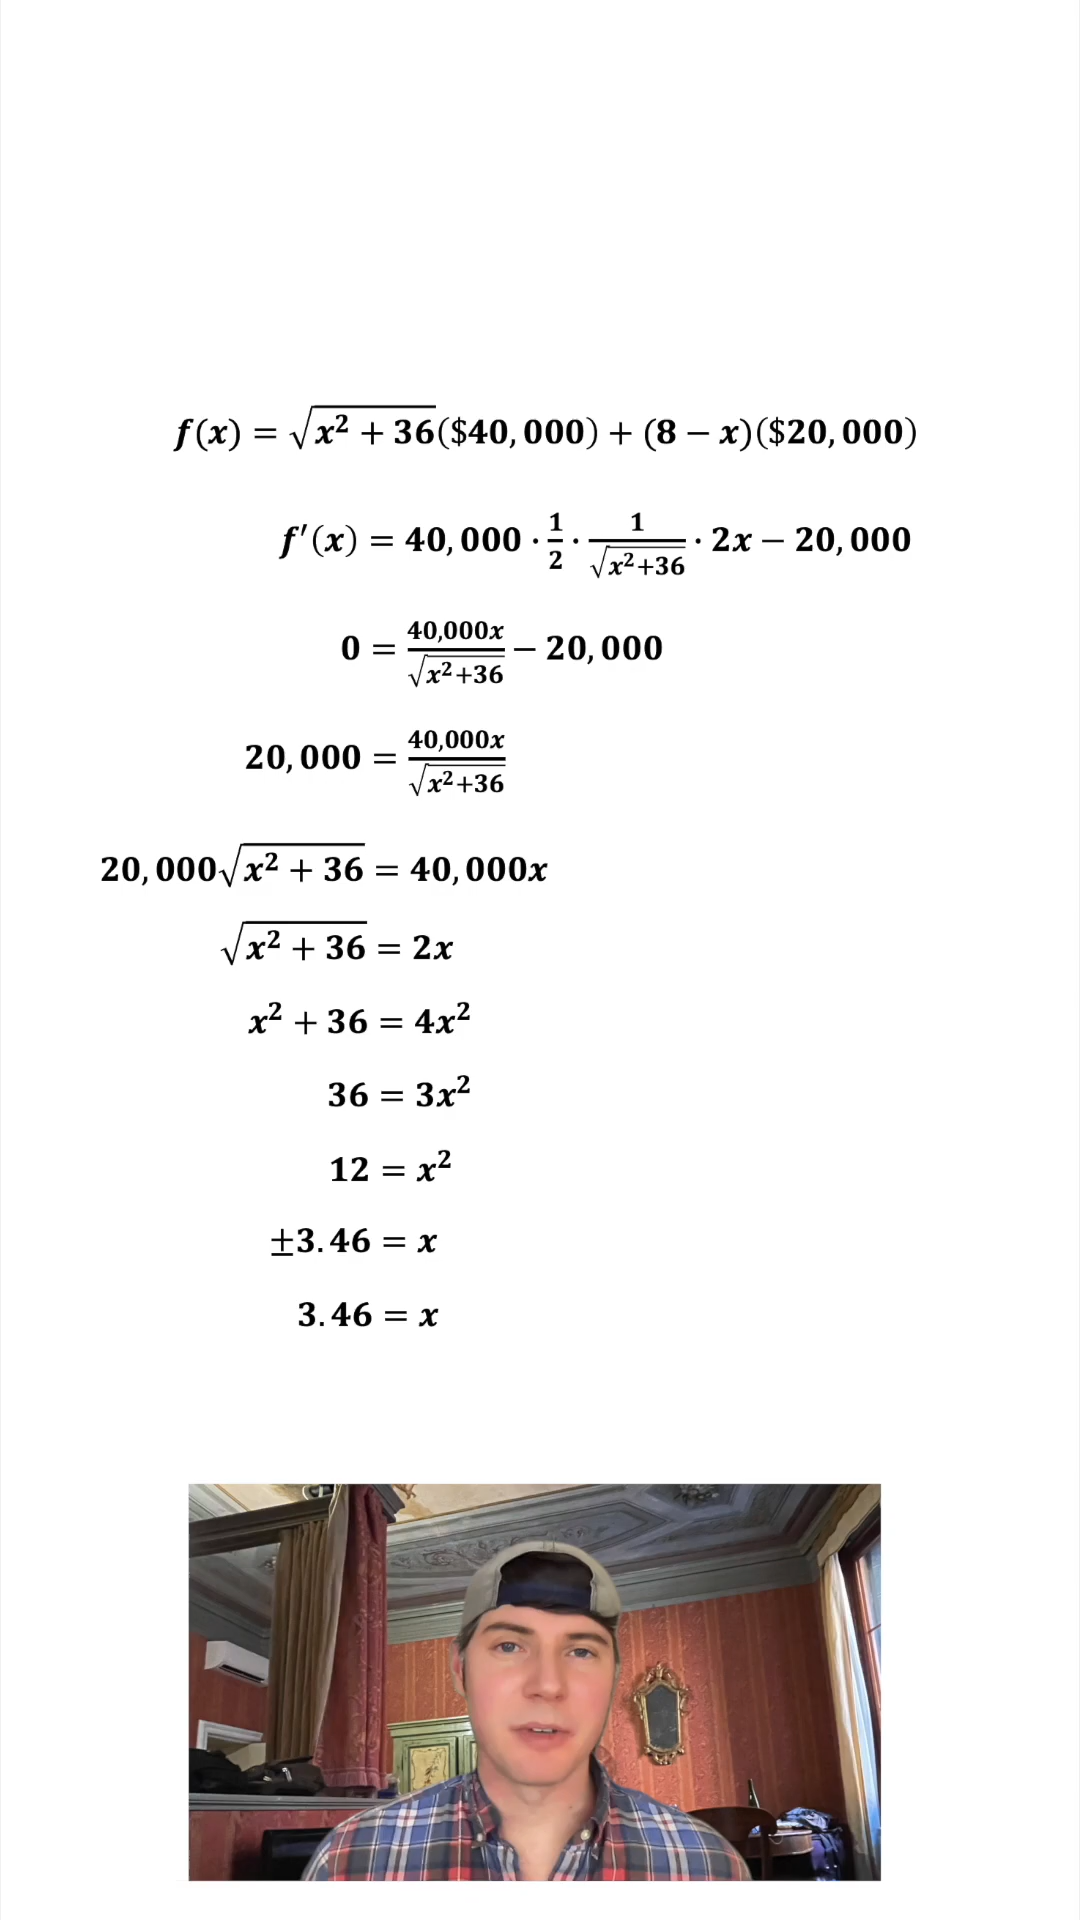 f(x) = √(x² + 36)($40,000) + (8 − x)($20,000)
f′(x) = 40,000 · 1/2 · 1/√(x²+36) · 2x − 20,000
0 = 40,000x/√(x²+36) − 20,000
20,000 = 40,000x/√(x²+36)
20,000√(x² + 36) = 40,000x
√(x² + 36) = 2x
x² + 36 = 4x²
36 = 3x²
12 = x²
±3.46 = x
3.46 = x